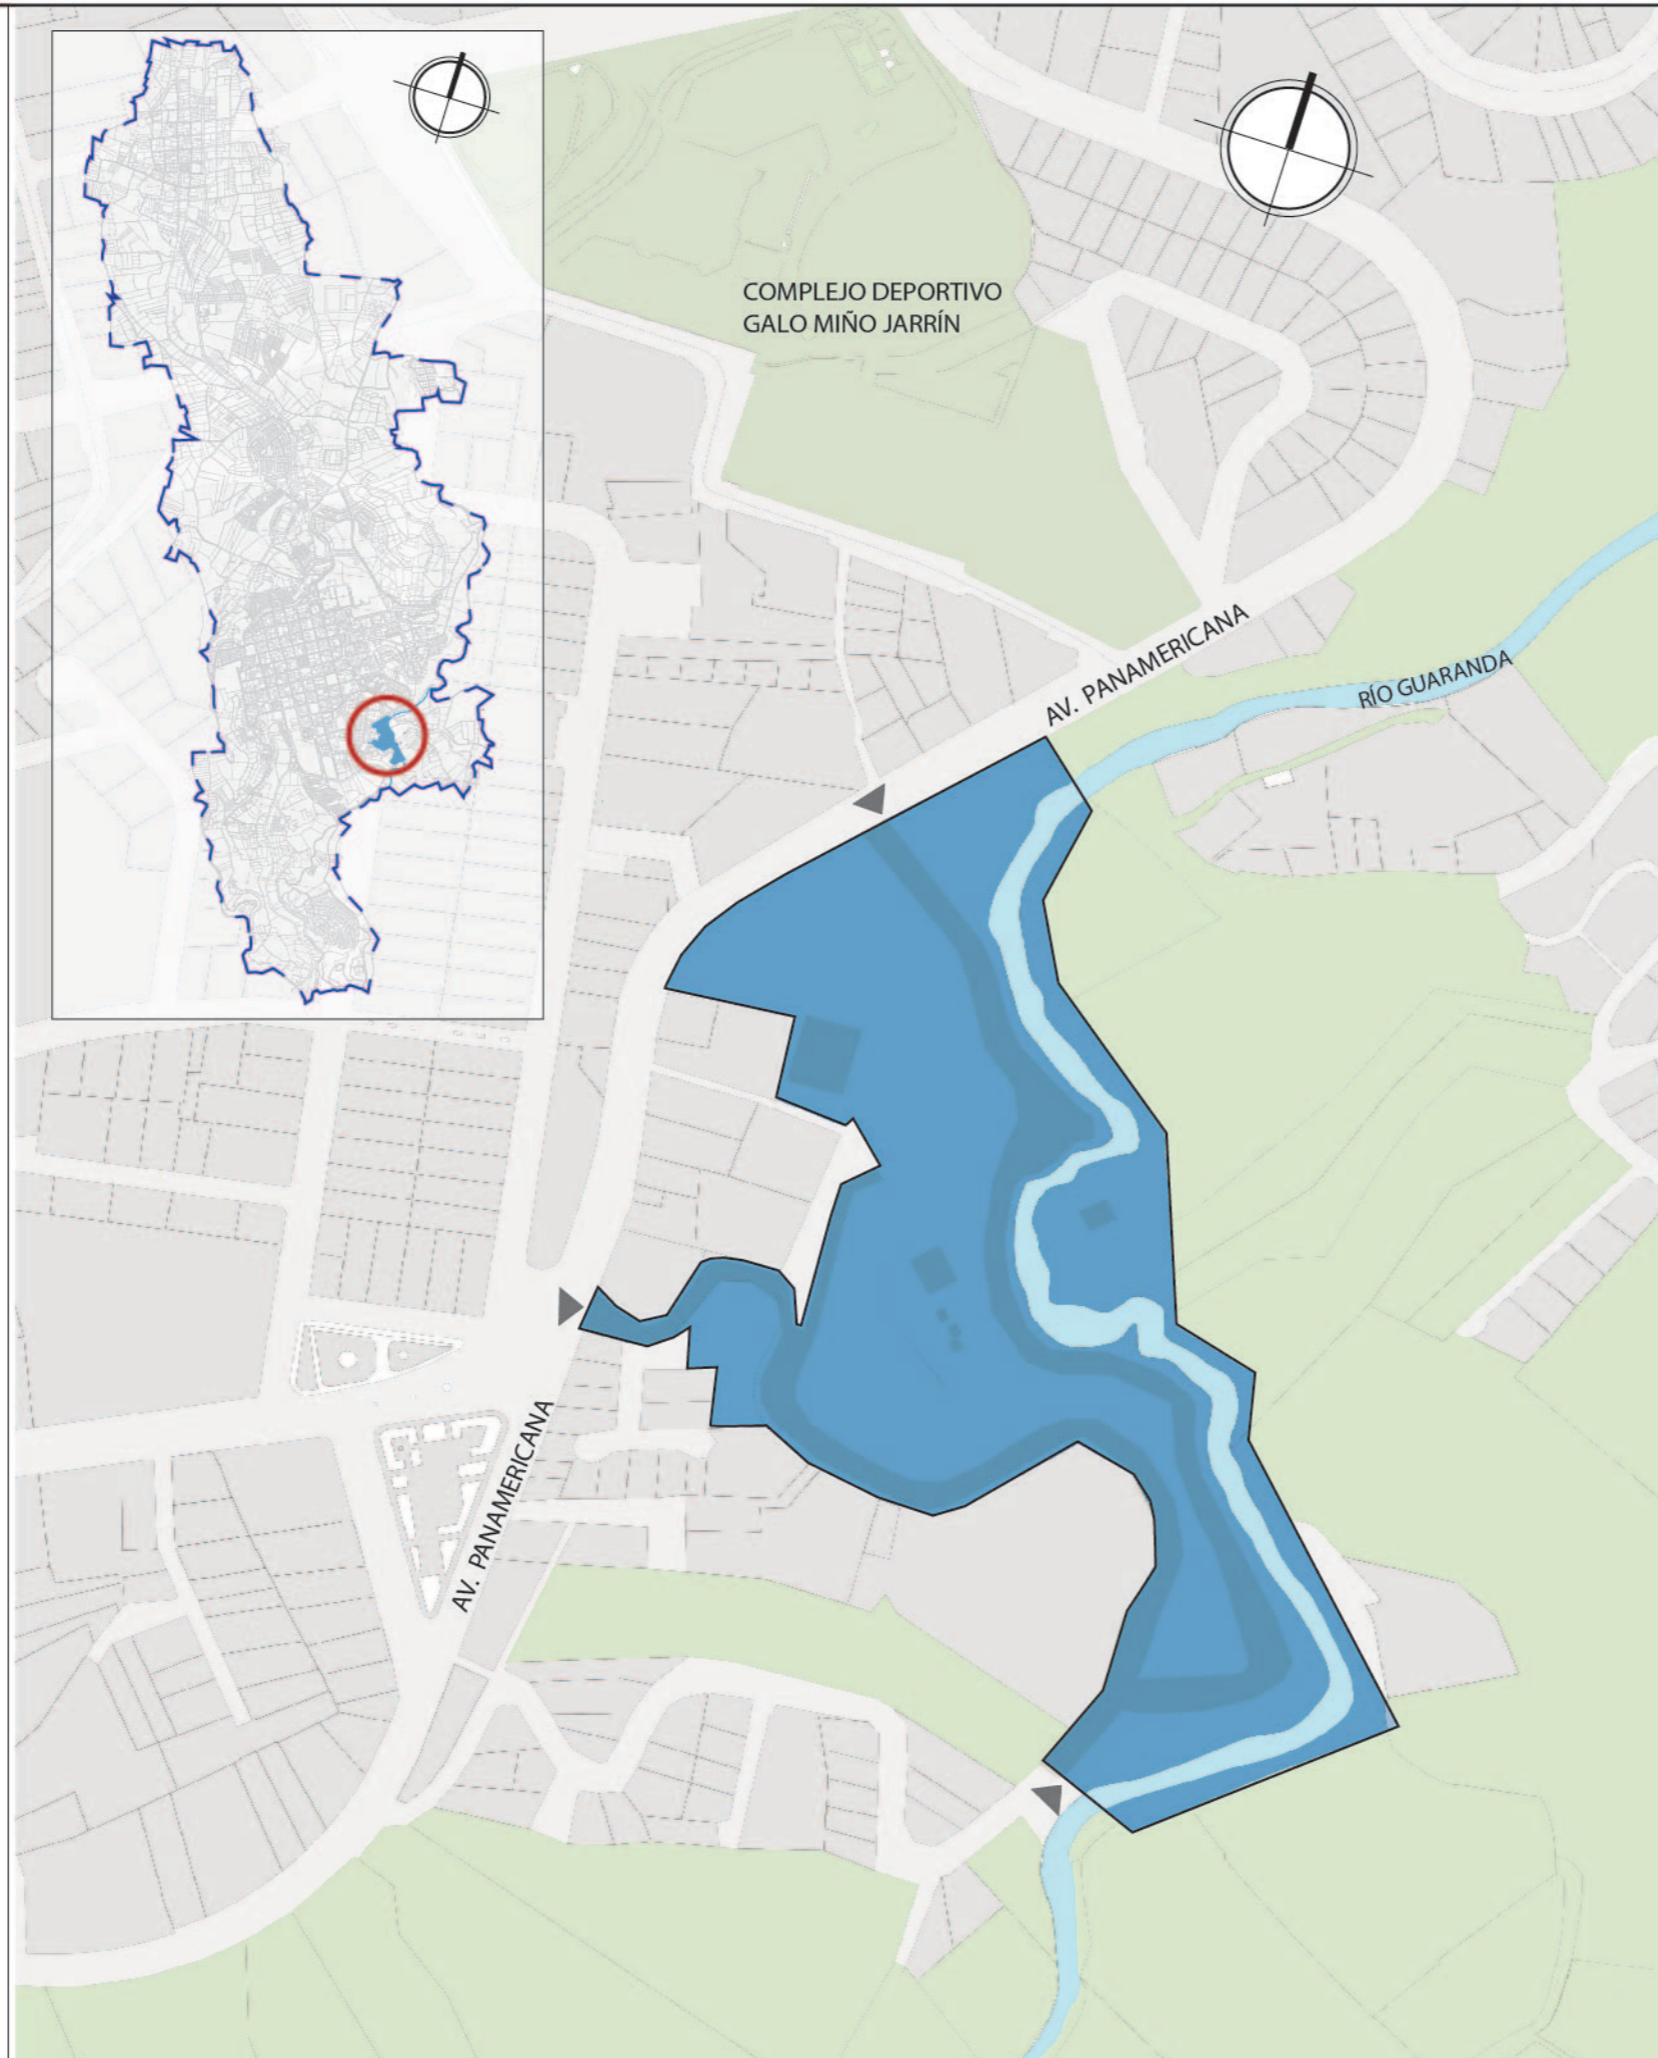 COMPLEJO DEPORTIVO
GALO MIÑO JARRÍN
AV. PANAMERICANA
RÍO GUARANDA
AV. PANAMERICANA